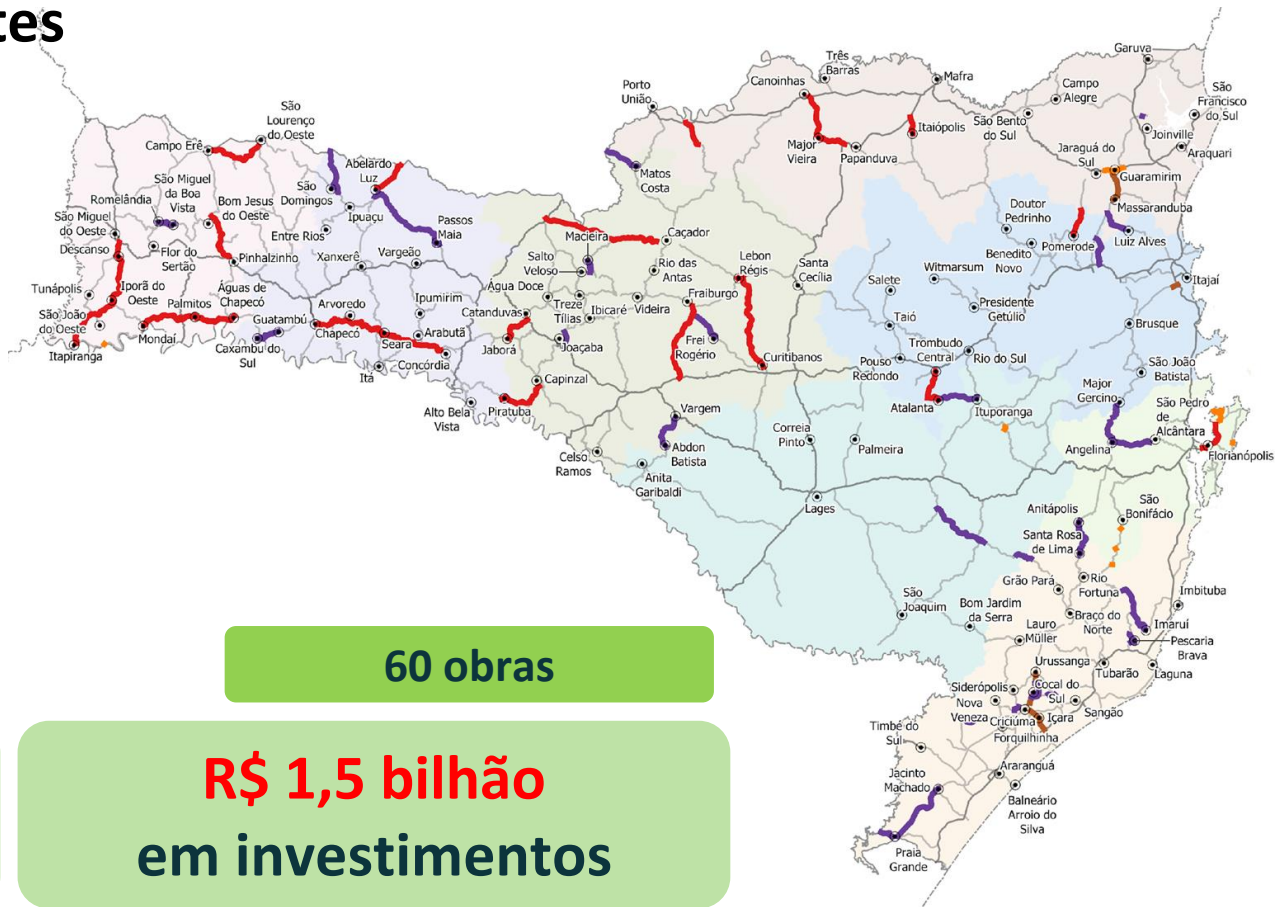 tes
Garuva
Três
Barras
Canoinhas
Mafra
Porto
União
Campo
Alegre
São
Francisco
do Sul
São
Lourenço
do Oeste
Campo Erê
Itaiópolis
São Bento
do Sul
Joinville
Major
Vieira
Papanduva
Jaraguá do
Sul
Araquari
Abelardo
Luz
São Miguel
da Boa
Vista
Romelândia
São
Domingos
Matos
Costa
Guaramirim
Bom Jesus
do Oeste
Ipuaçu
Massaranduba
São Miguel
do Oeste
Passos
Maia
Doutor
Pedrinho
Entre Rios
Macieira
Caçador
Pomerode
Luiz Alves
Descanso
Flor do
Sertão
Pinhalzinho
Xanxerê
Vargeão
Salto
Veloso
Rio das
Antas
Lebon
Régis
Santa
Cecília
Benedito
Novo
Tunápolis
Iporã do
Oeste
Águas de
Chapecó
Água Doce
Salete
Witmarsum
Itajaí
Palmitos
Arvoredo
Ipumirim
Treze
Tílias
Ibicaré
Videira
Fraiburgo
Presidente
Getúlio
São João
do Oeste
Guatambú
Catanduvas
Taió
Brusque
Mondaí
Chapecó
Arabutã
Seara
Joaçaba
Frei
Rogério
Trombudo
Central
Rio do Sul
Itapiranga
Caxambu do
Sul
Concórdia
Jaborá
Curitibanos
Pouso
Redondo
São João
Batista
Itá
Capinzal
Major
Gercino
Alto Bela
Vista
Piratuba
Vargem
Atalanta
Ituporanga
São Pedro
de
Alcântara
Correia
Pinto
Palmeira
Angelina
Florianópolis
Celso
Ramos
Abdon
Batista
Anita
Garibaldi
Lages
Anitápolis
São
Bonifácio
Santa Rosa
de Lima
Grão Pará
Rio
Fortuna
Imbituba
São
Joaquim
Bom Jardim
da Serra
Braço do
Norte
Imaruí
Lauro
Müller
Pescaria
Brava
60 obras
Urussanga
Tubarão
Laguna
Siderópolis
Cocal do
Sul
Nova
Veneza
Criciúma
Içara
Sangão
Timbé do
Sul
Forquilhinha
R$ 1,5 bilhão
em investimentos
Araranguá
Jacinto
Machado
Balneário
Arroio do
Silva
Praia
Grande